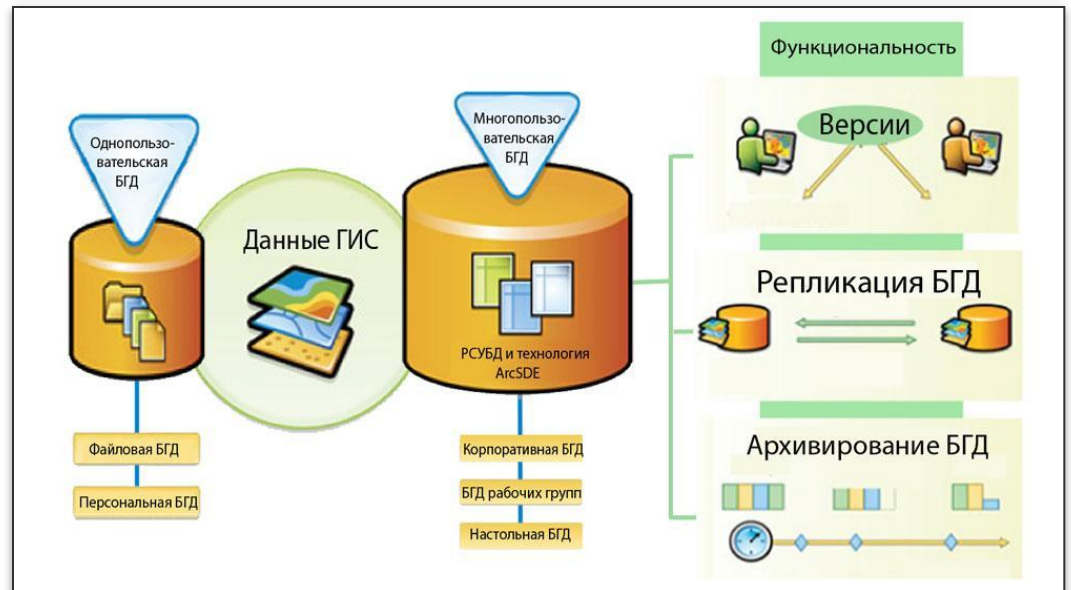 Однопользо-
вательская
БГД
Файловая БГД
Персональная БГД
Данные ГИС
Многопользо-
вательская
БГД
РСУБД и технология
ArcSDE
Корпоративная БГД
БГД рабочих групп
Настольная БГД
Функциональность
Версии
Репликация БГД
Архивирование БГД